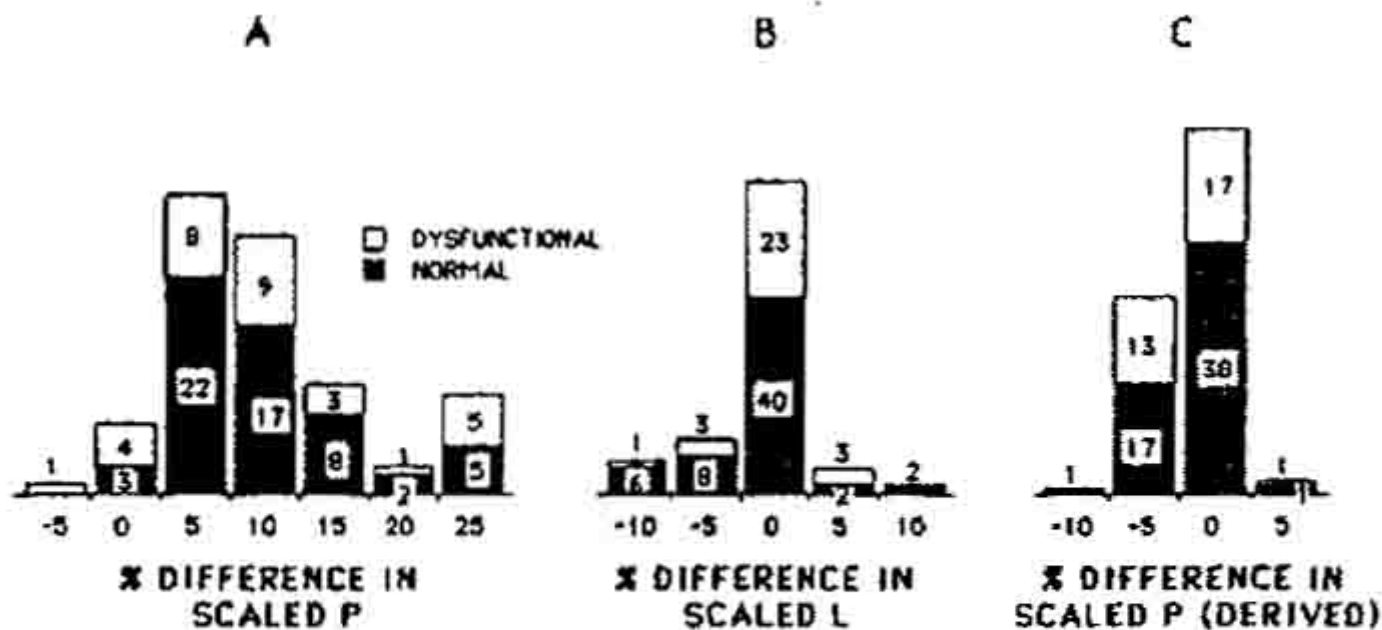 A
B
C
DYSFUNCTIONAL
NORMAL
1
4
3
8
22
9
17
3
8
1
2
5
5
-5 0 5 10 15 20 25
% DIFFERENCE IN
SCALED P
1
6
3
8
23
40
3
2
2
-10 -5 0 5 10
% DIFFERENCE IN
SCALED L
1
13
17
17
38
1
1
-10 -5 0 5
% DIFFERENCE IN
SCALED P (DERIVED)